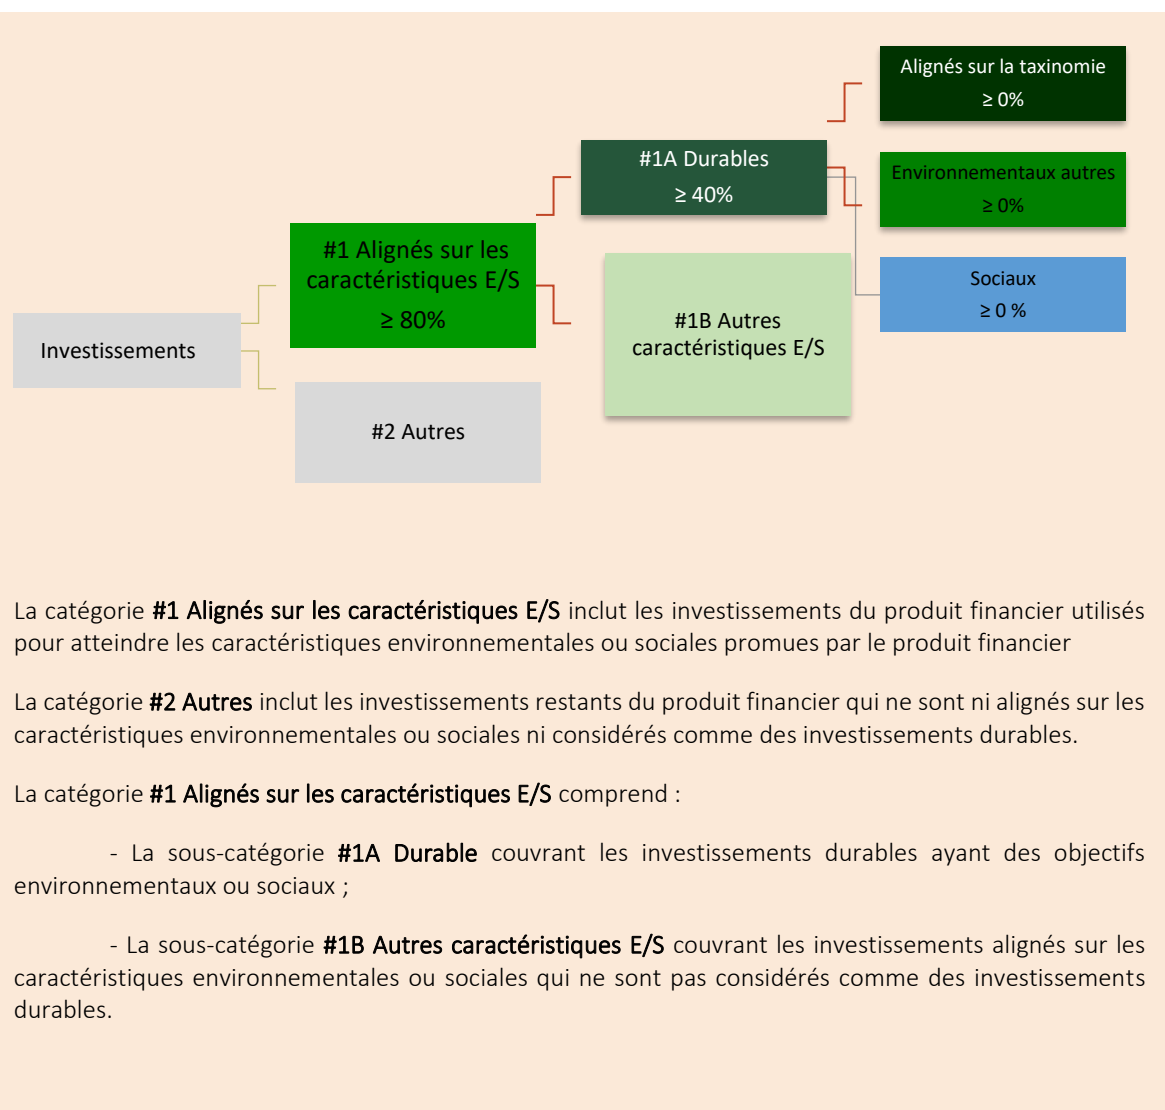 Alignés sur la taxinomie
≥ 0%
#1A Durables
≥ 40%
Environnementaux autres
≥ 0%
#1 Alignés sur les
caractéristiques E/S
≥ 80%
Sociaux
≥ 0 %
#1B Autres
caractéristiques E/S
Investissements
#2 Autres
La catégorie #1 Alignés sur les caractéristiques E/S inclut les investissements du produit financier utilisés
pour atteindre les caractéristiques environnementales ou sociales promues par le produit financier
La catégorie #2 Autres inclut les investissements restants du produit financier qui ne sont ni alignés sur les
caractéristiques environnementales ou sociales ni considérés comme des investissements durables.
La catégorie #1 Alignés sur les caractéristiques E/S comprend :
- La sous-catégorie #1A Durable couvrant les investissements durables ayant des objectifs
environnementaux ou sociaux ;
- La sous-catégorie #1B Autres caractéristiques E/S couvrant les investissements alignés sur les
caractéristiques environnementales ou sociales qui ne sont pas considérés comme des investissements
durables.